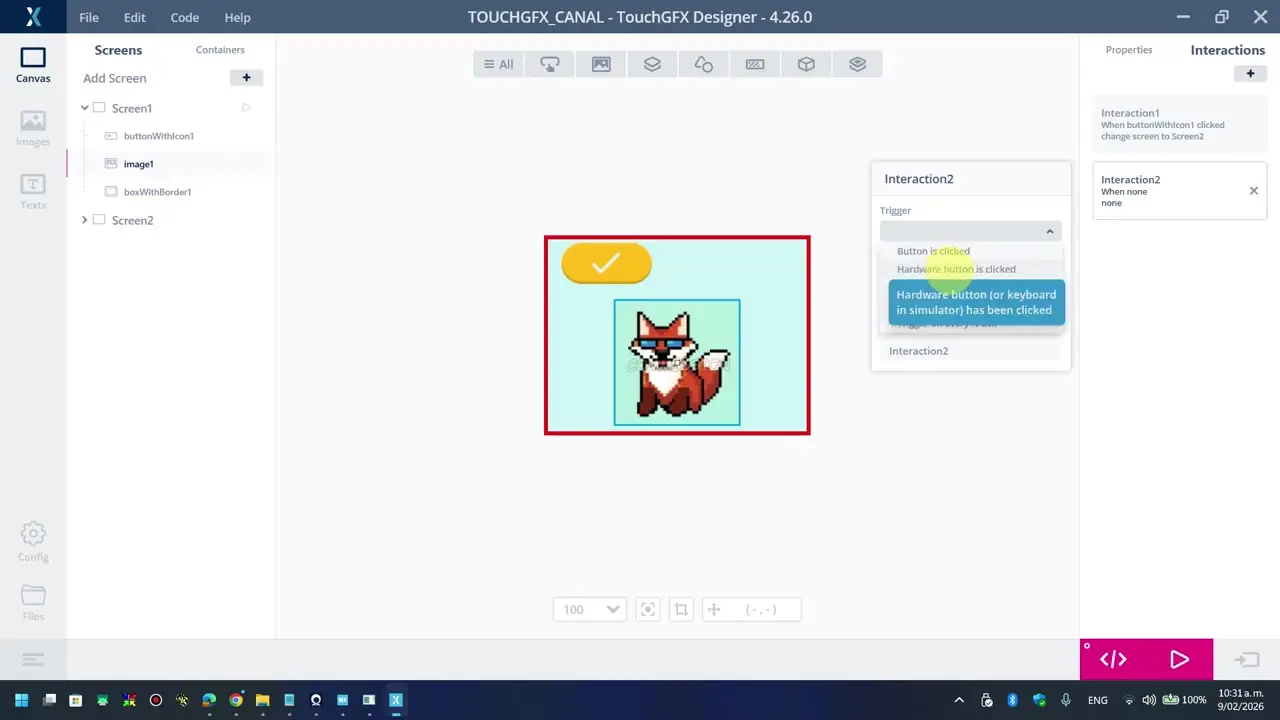 File Edit Code Help
TOUCHGFX_CANAL - TouchGFX Designer - 4.26.0
Canvas
Images
Texts
Config
Files
Screens Containers
Add Screen +
Screen1
buttonWithIcon1
image1
boxWithBorder1
Screen2
All
100
(-,-)
Interaction2
Trigger
Button is clicked
Hardware button is clicked
Hardware button (or keyboard
in simulator) has been clicked
Interaction2
Properties Interactions
+
Interaction1
When buttonWithIcon1 clicked
change screen to Screen2
Interaction2
When none
none
ENG
100%
10:31 a. m.
9/02/2026